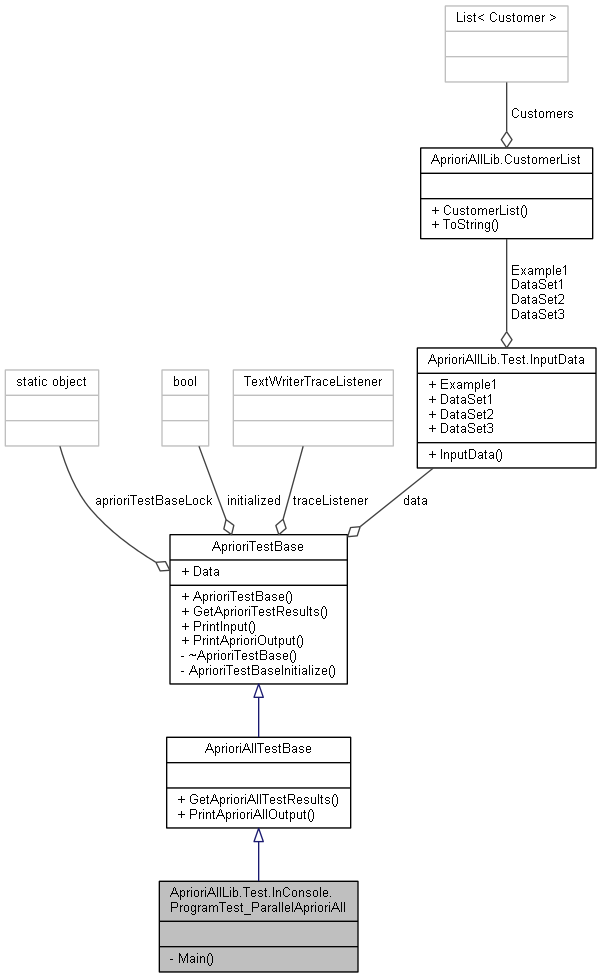 List< Customer >
Customers
AprioriAllLib.CustomerList
+ CustomerList()
+ ToString()
Example1
DataSet1
DataSet2
DataSet3
AprioriAllLib.Test.InputData
+ Example1
+ DataSet1
+ DataSet2
+ DataSet3
+ InputData()
static object
bool
TextWriterTraceListener
aprioriTestBaseLock
initialized
traceListener
data
AprioriTestBase
+ Data
+ AprioriTestBase()
+ GetAprioriTestResults()
+ PrintInput()
+ PrintAprioriOutput()
- ~AprioriTestBase()
- AprioriTestBaseInitialize()
AprioriAllTestBase
+ GetAprioriAllTestResults()
+ PrintAprioriAllOutput()
AprioriAllLib.Test.InConsole.
ProgramTest_ParallelAprioriAll
- Main()